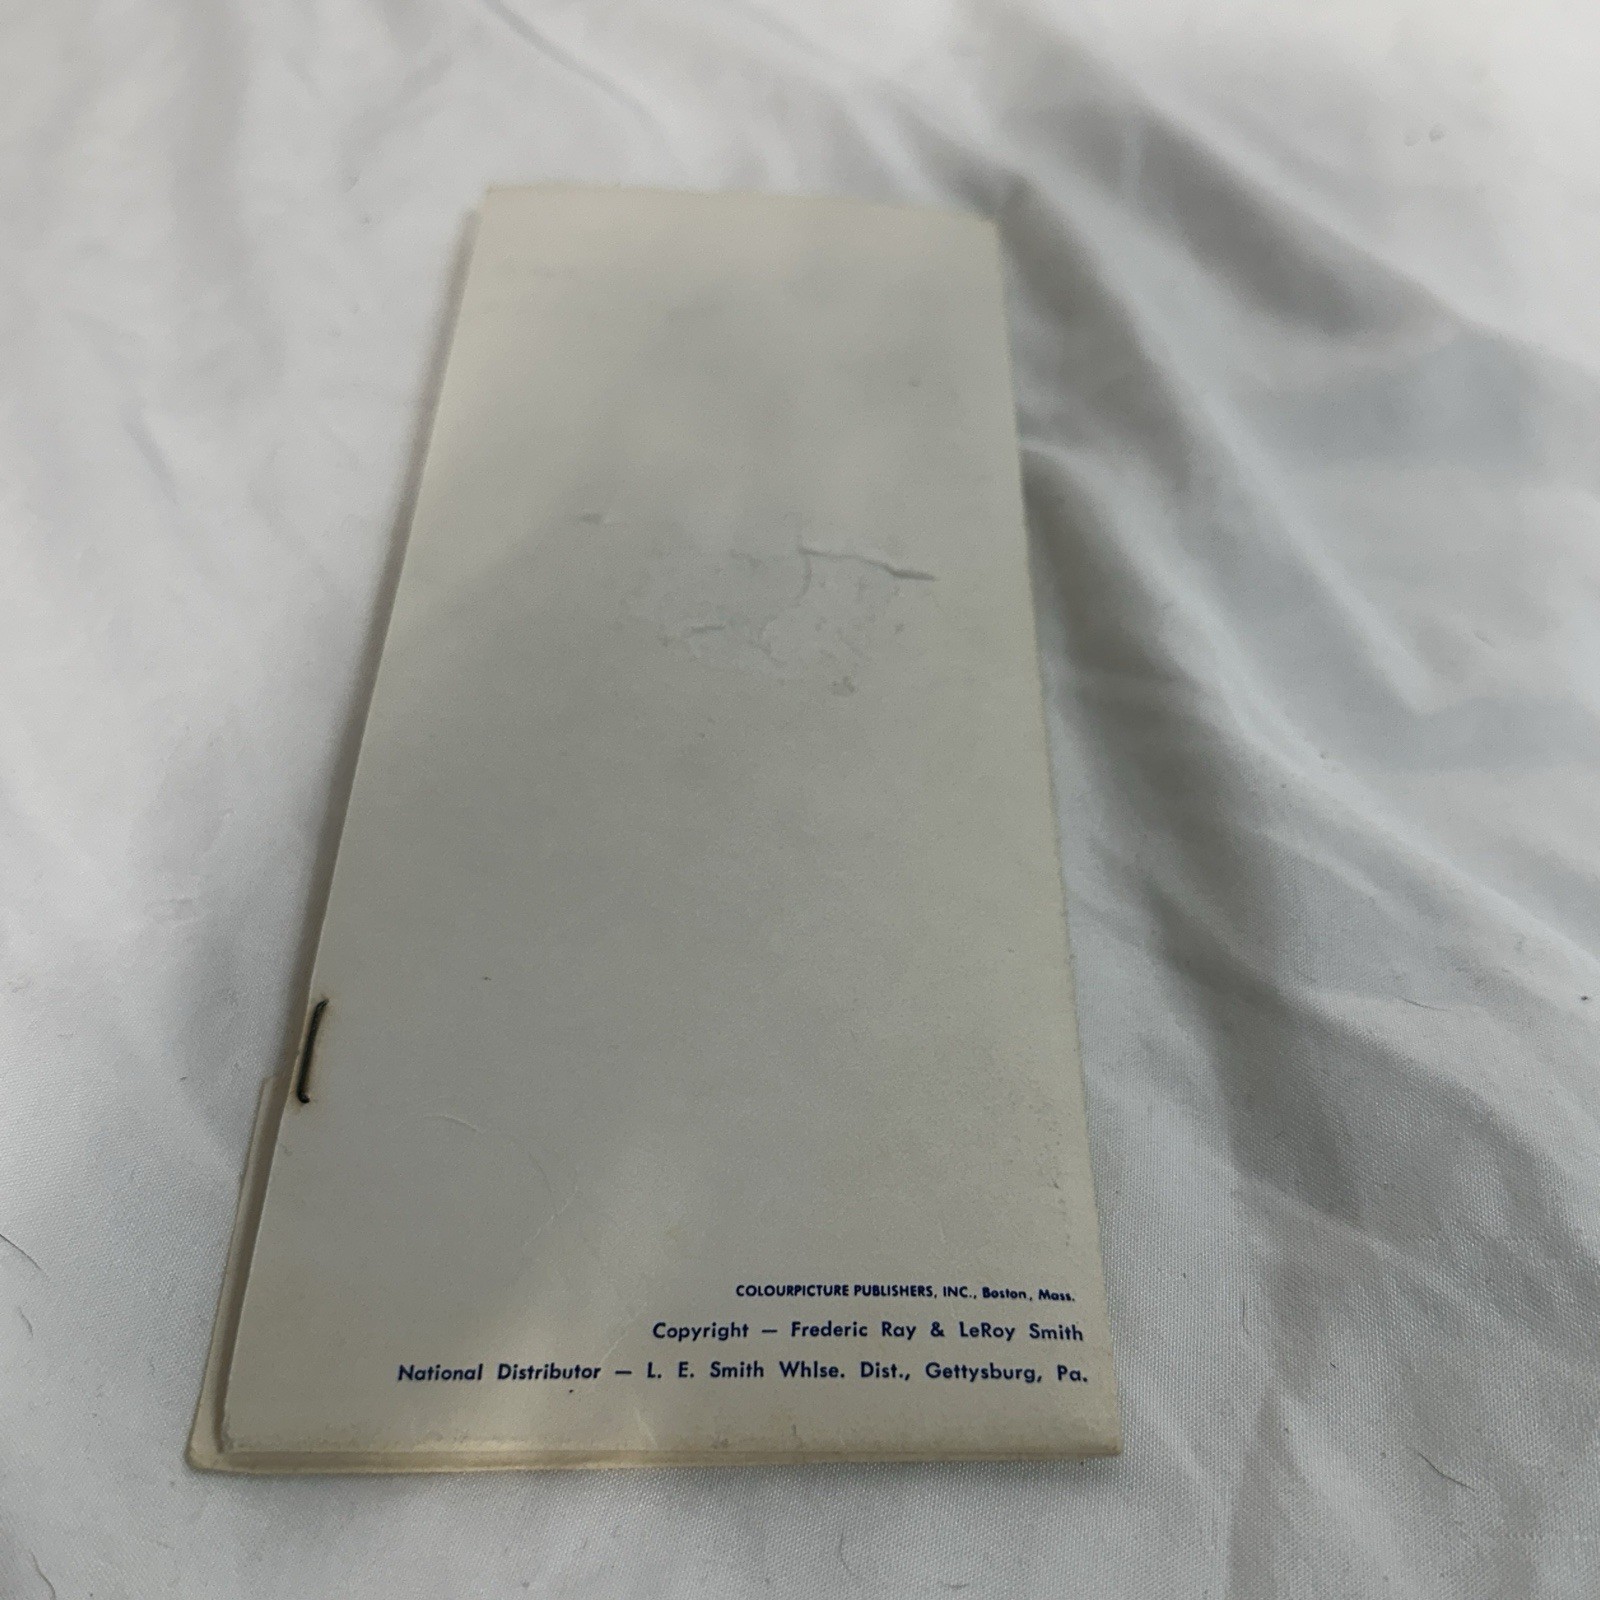 COLOURPICTURE PUBLISHERS, INC., Boston, Mass.
Copyright — Frederic Ray & LeRoy Smith
National Distributor — L. E. Smith Whlse. Dist., Gettysburg, Pa.